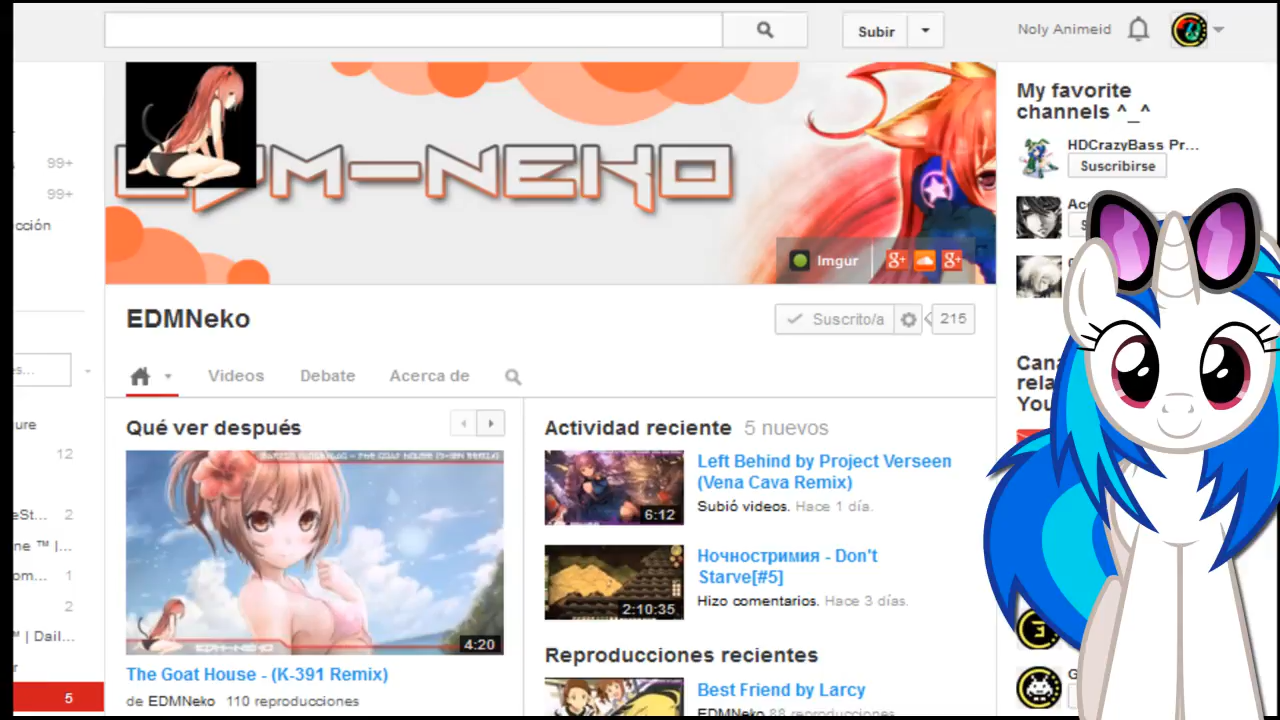 Subir
Noly Animeid
99+
99+
cción
EDM-NEKO
Imgur
My favorite
channels ^_^
HDCrazyBass Pr...
Suscribirse
EDMNeko
Suscrito/a
215
Videos
Debate
Acerca de
12
2
1
2
5
Qué ver después
4:20
The Goat House - (K-391 Remix)
de EDMNeko 110 reproducciones
Actividad reciente 5 nuevos
6:12
Left Behind by Project Verseen
(Vena Cava Remix)
Subió videos. Hace 1 día.
2:10:35
Ночностримия - Don't
Starve[#5]
Hizo comentarios. Hace 3 días.
Reproducciones recientes
Best Friend by Larcy
EDMNeko 88 reproducciones